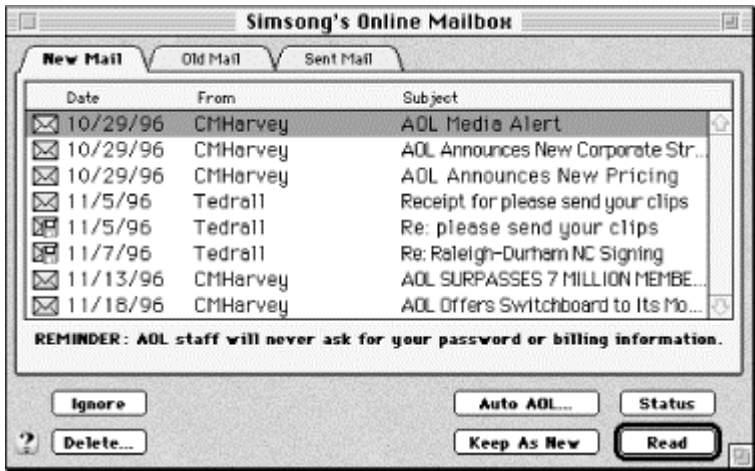 Simsong's Online Mailbox
New Mail Old Mail Sent Mail
Date From Subject
10/29/96 CMHarvey AOL Media Alert
10/29/96 CMHarvey AOL Announces New Corporate Str...
10/29/96 CMHarvey AOL Announces New Pricing
11/5/96 Tedrall Receipt for please send your clips
11/5/96 Tedrall Re: please send your clips
11/7/96 Tedrall Re: Raleigh-Durham NC Signing
11/13/96 CMHarvey AOL SURPASSES 7 MILLION MEMBE...
11/18/96 CMHarvey AOL Offers Switchboard to Its Mo...
REMINDER: AOL staff will never ask for your password or billing information.
Ignore Auto AOL... Status
? Delete... Keep As New Read